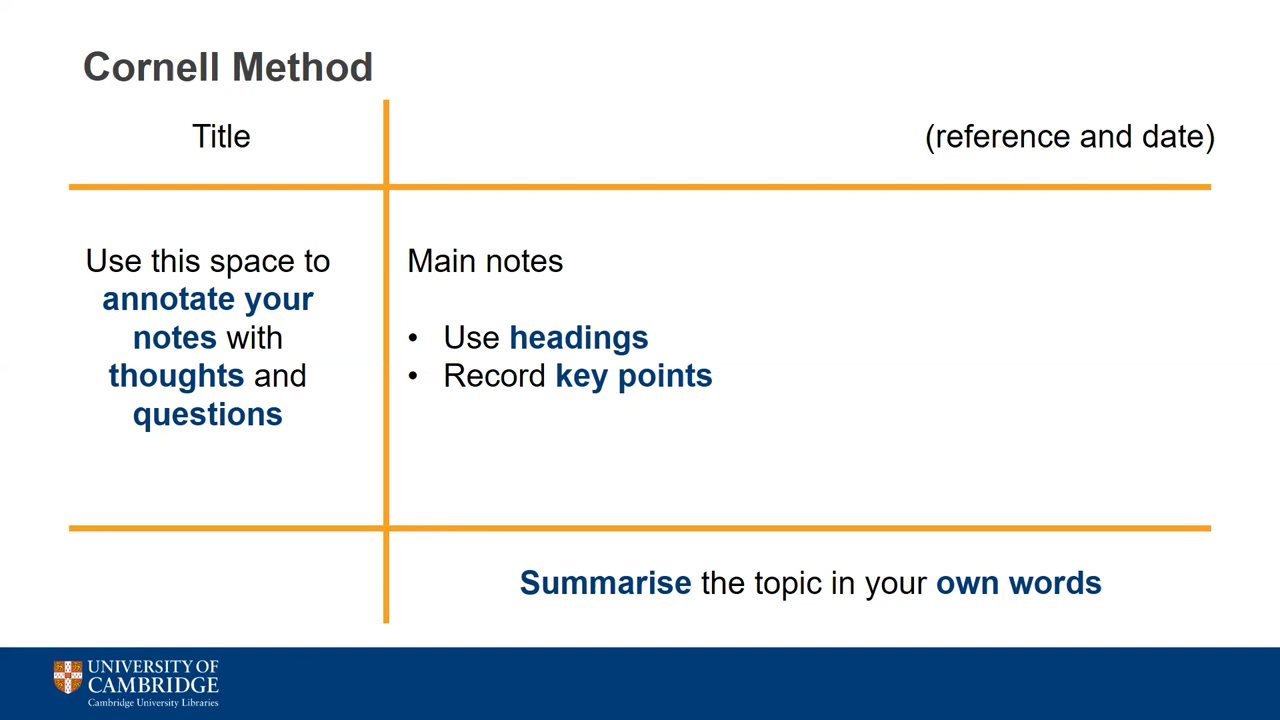 Cornell Method
Title
(reference and date)
Use this space to
annotate your
notes with
thoughts and
questions
Main notes
• Use headings
• Record key points
Summarise the topic in your own words
UNIVERSITY OF
CAMBRIDGE
Cambridge University Libraries